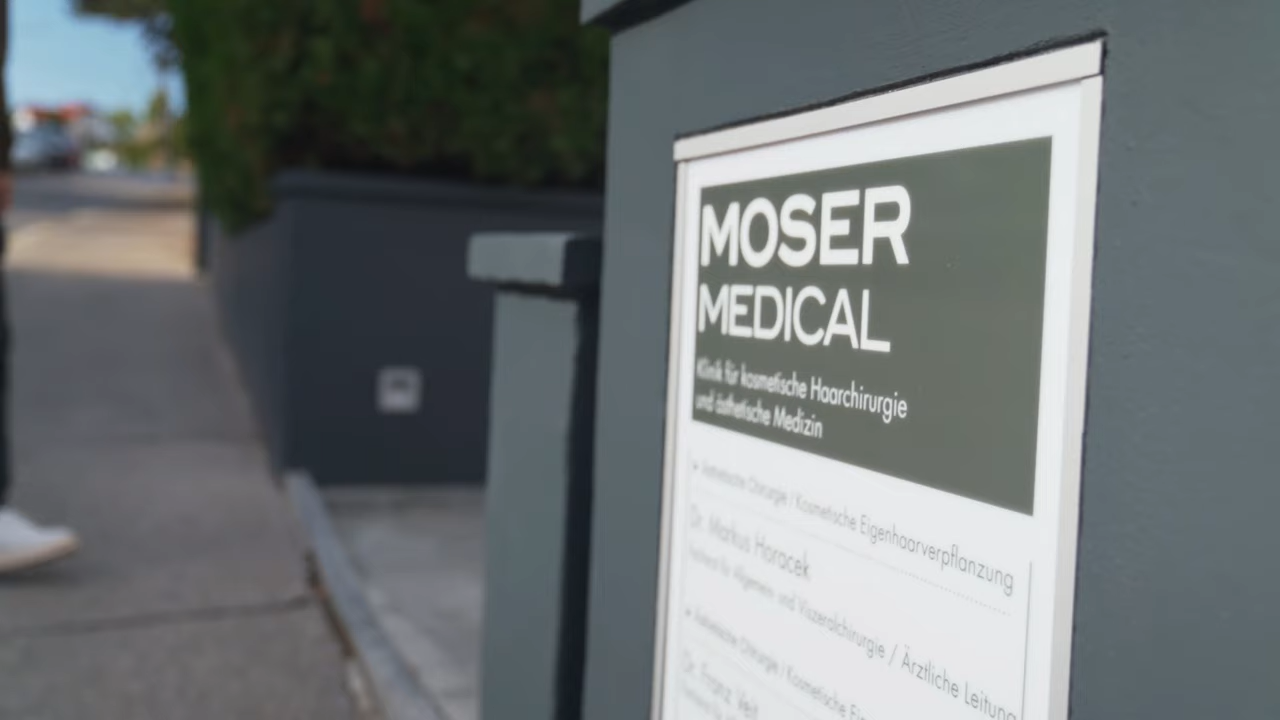 MOSER
MEDICAL
Klinik für kosmetische Haarchirurgie
und ästhetische Medizin
Ästhetische Chirurgie / Kosmetische Eigenhaarverpflanzung
Dr. Markus Horacek
Facharzt für Allgemein- und Viszeralchirurgie / Ärztliche Leitung
Ästhetische Chirurgie / Kosmetische
Dr. Franz Veit